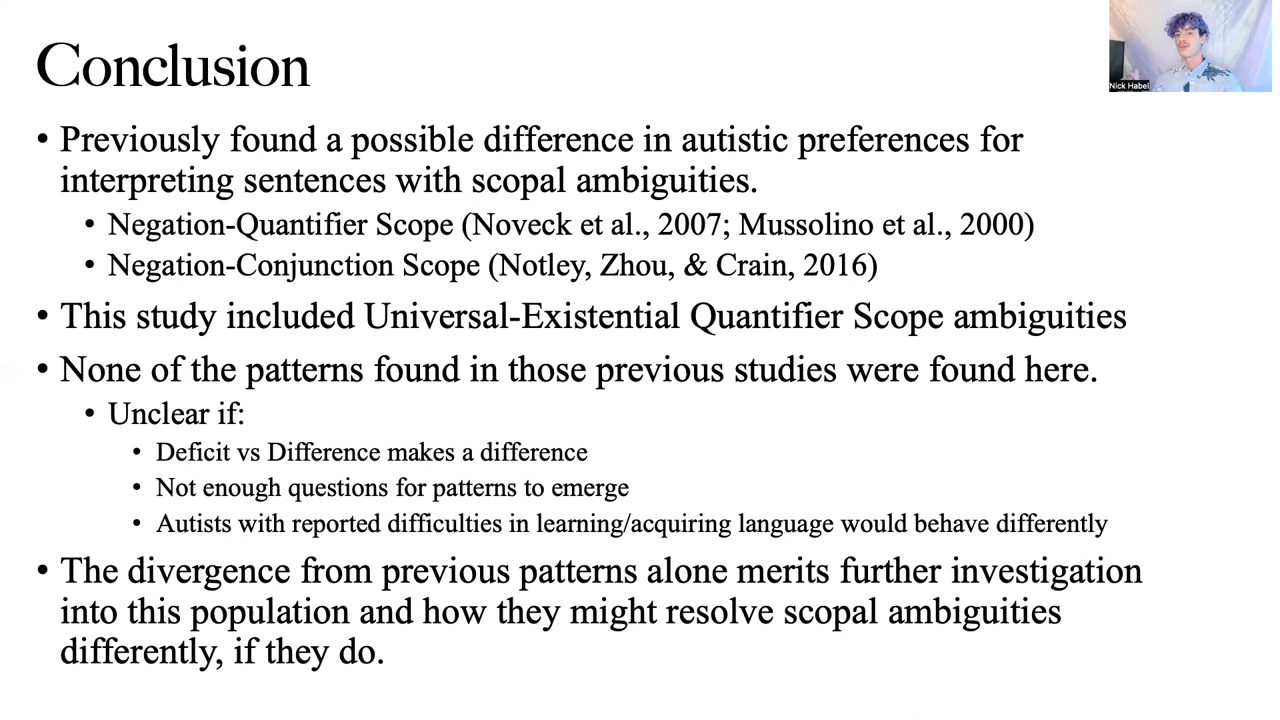 Conclusion
Nick Habel
• Previously found a possible difference in autistic preferences for
interpreting sentences with scopal ambiguities.
• Negation-Quantifier Scope (Noveck et al., 2007; Mussolino et al., 2000)
• Negation-Conjunction Scope (Notley, Zhou, & Crain, 2016)
• This study included Universal-Existential Quantifier Scope ambiguities
• None of the patterns found in those previous studies were found here.
• Unclear if:
• Deficit vs Difference makes a difference
• Not enough questions for patterns to emerge
• Autists with reported difficulties in learning/acquiring language would behave differently
• The divergence from previous patterns alone merits further investigation
into this population and how they might resolve scopal ambiguities
differently, if they do.